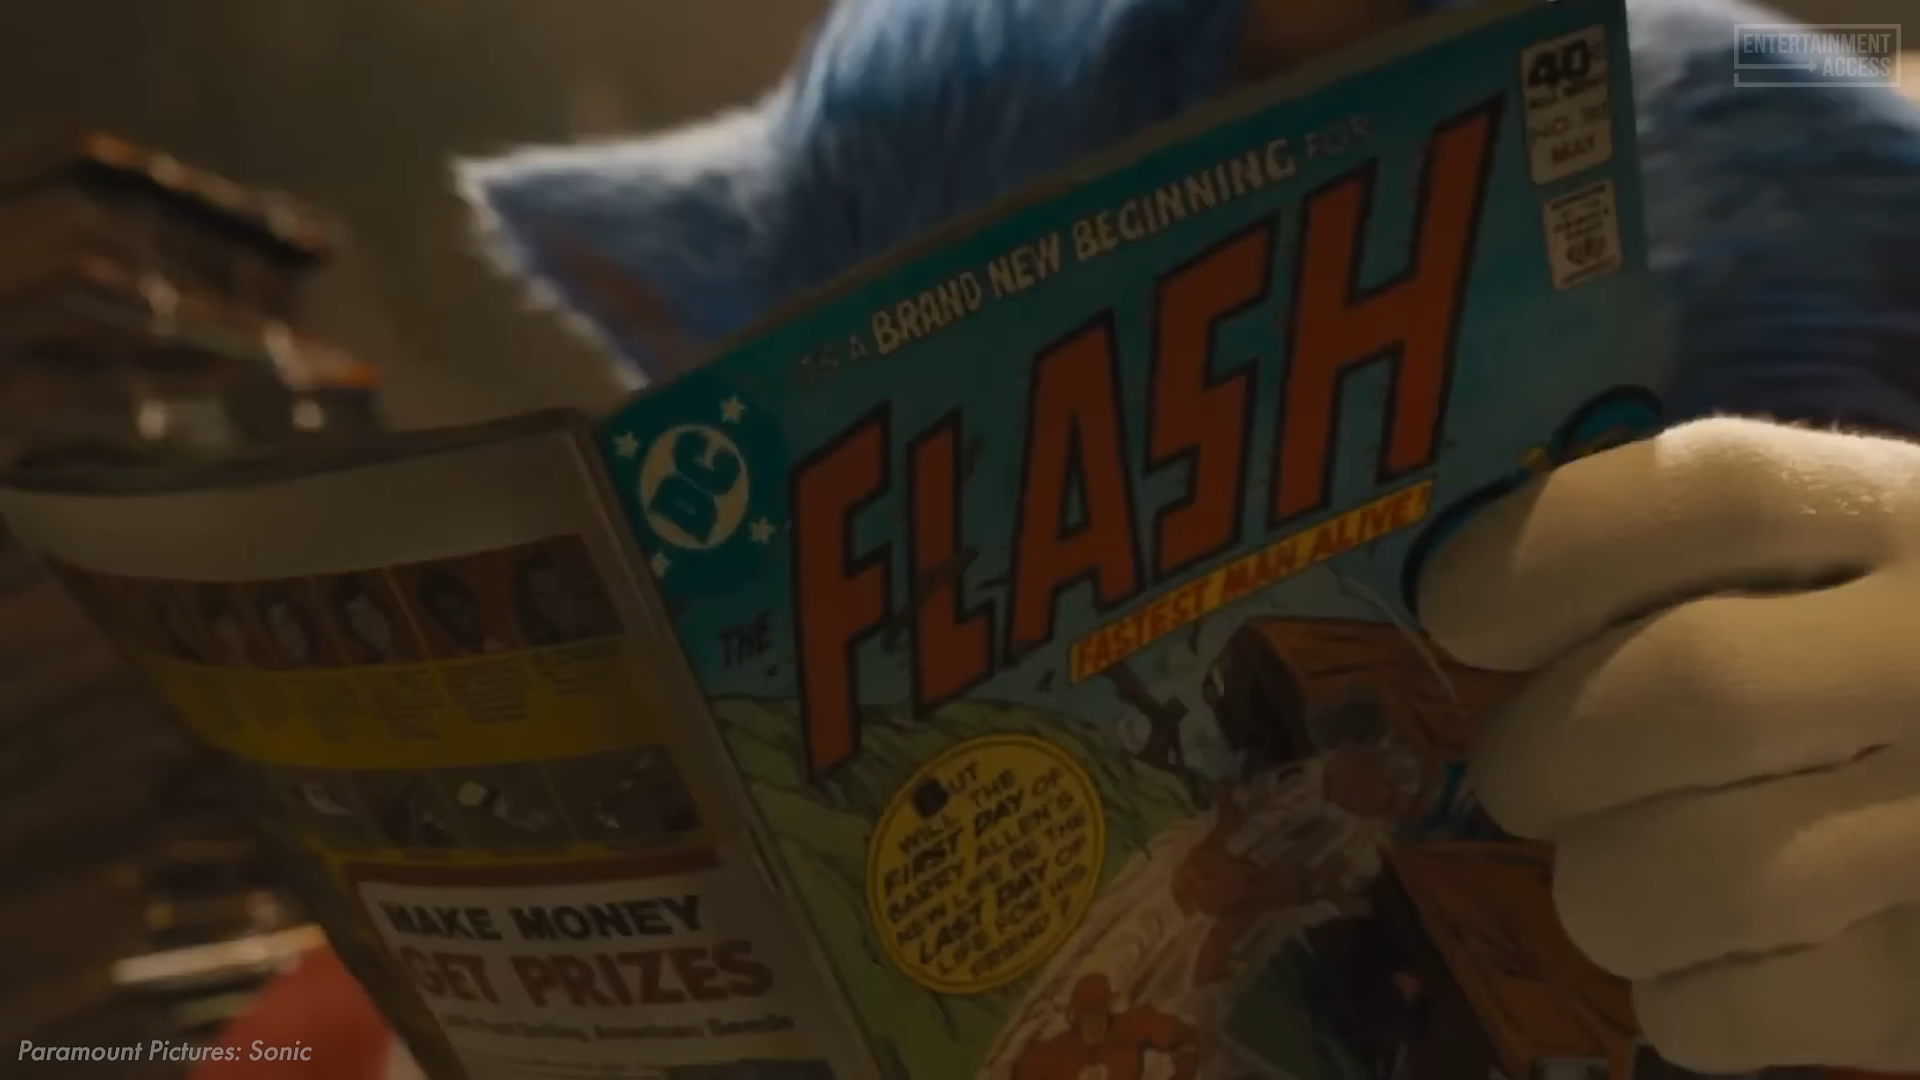 ENTERTAINMENT
ACCESS
40¢
MAY
BRAND NEW BEGINNING FOR
DC
THE
FLASH
FASTEST MAN ALIVE!
BUT
THE
WILL
FIRST DAY OF
BARRY ALLEN'S
NEW LIFE BE THE
LAST DAY OF
LIFE FOR HIS
FRIEND?
MAKE MONEY
GET PRIZES
American Seeds
Paramount Pictures: Sonic